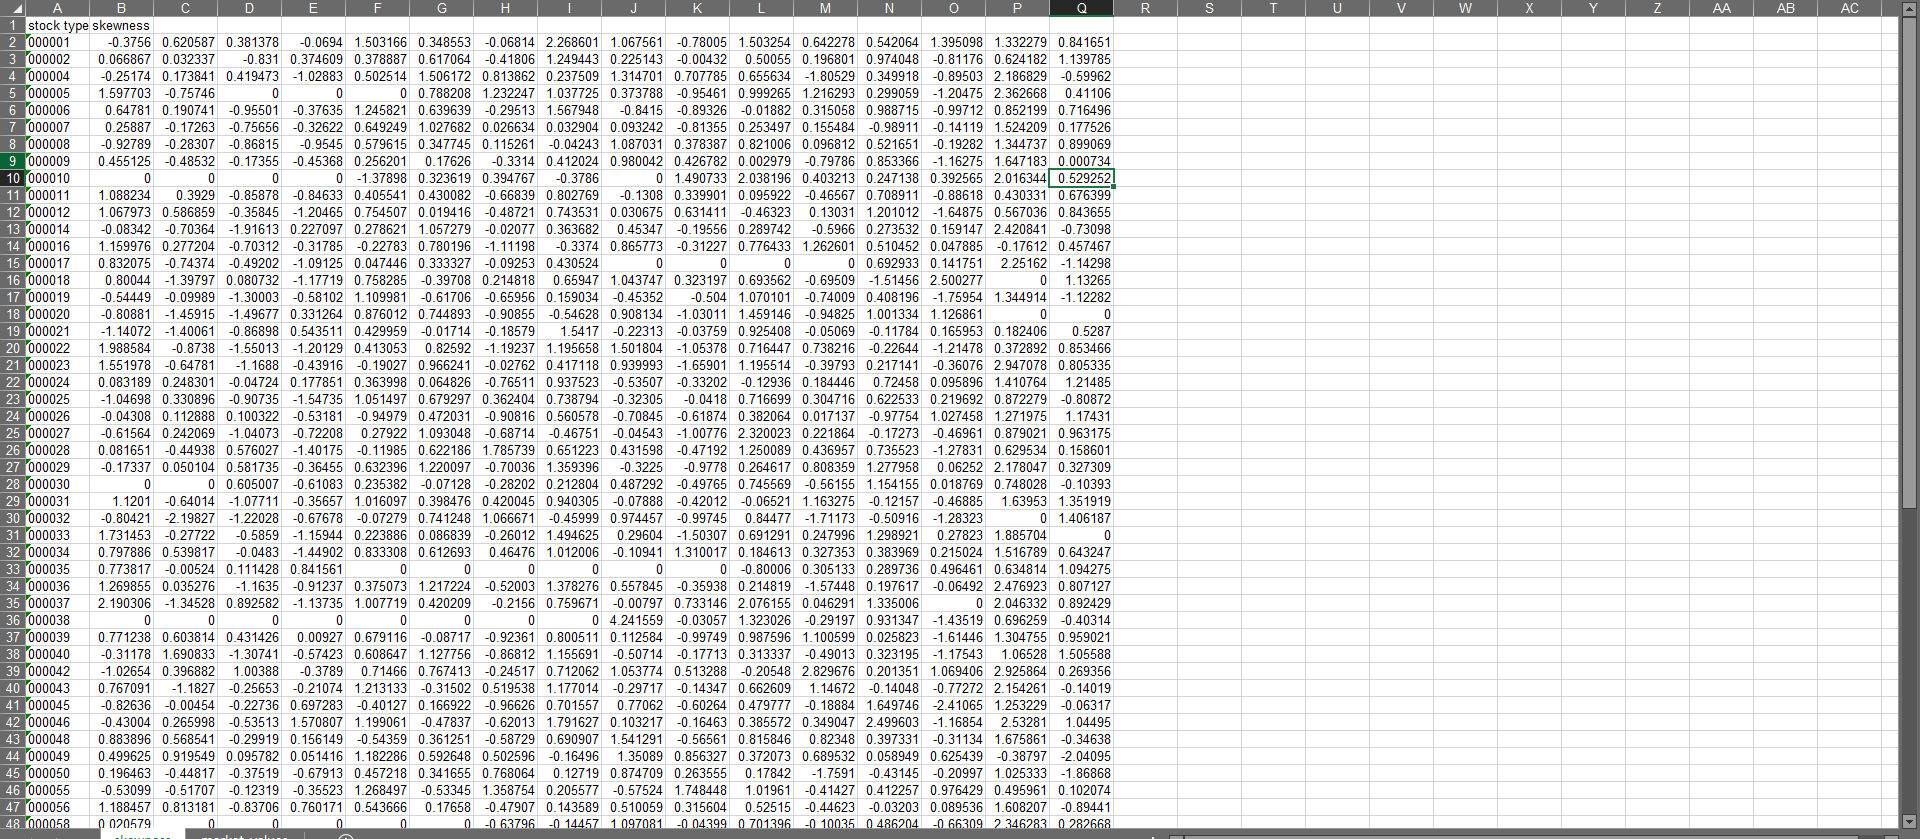 A B C D E F G H I J K L M N O P Q R S T U V W X Y Z AA AB AC
1 stock type skewness
2 000001 -0.3756 0.620587 0.381378 -0.0694 1.503166 0.348553 -0.06814 2.268601 1.067561 -0.78005 1.503254 0.642278 0.542064 1.395098 1.332279 0.841651
3 000002 0.066867 0.032337 -0.831 0.374609 0.378887 0.617064 -0.41806 1.249443 0.225143 -0.00432 0.50055 0.196801 0.974048 -0.81176 0.624182 1.139785
4 000004 -0.25174 0.173841 0.419473 -1.02883 0.502514 1.506172 0.813862 0.237509 1.314701 0.707785 0.655634 -1.80529 0.349918 -0.89503 2.186829 -0.59962
5 000005 1.597703 -0.75746 0 0 0 0.788208 1.232247 1.037725 0.373788 -0.95461 0.999265 1.216293 0.299059 -1.20475 2.362668 0.41106
6 000006 0.64781 0.190741 -0.95501 -0.37635 1.245821 0.639639 -0.29513 1.567948 -0.8415 -0.89326 -0.01882 0.315058 0.988715 -0.99712 0.852199 0.716496
7 000007 0.25887 -0.17263 -0.75656 -0.32622 0.649249 1.027682 0.026634 0.032904 0.093242 -0.81355 0.253497 0.155484 -0.98911 -0.14119 1.524209 0.177526
8 000008 -0.92789 -0.28307 -0.86815 -0.9545 0.579615 0.347745 0.115261 -0.04243 1.087031 0.378387 0.821006 0.096812 0.521651 -0.19282 1.344737 0.899069
9 000009 0.455125 -0.48532 -0.17355 -0.45368 0.256201 0.17626 -0.3314 0.412024 0.980042 0.426782 0.002979 -0.79786 0.853366 -1.16275 1.647183 0.000734
10 000010 0 0 0 0 -1.37898 0.323619 0.394767 -0.3786 0 1.490733 2.038196 0.403213 0.247138 0.392565 2.016344 0.529252
11 000011 1.088234 0.3929 -0.85878 -0.84633 0.405541 0.430082 -0.66839 0.802769 -0.1308 0.339901 0.095922 -0.46567 0.708911 -0.88618 0.430331 0.676399
12 000012 1.067973 0.586859 -0.35845 -1.20465 0.754507 0.019416 -0.48721 0.743531 0.030675 0.631411 -0.46323 0.13031 1.201012 -1.64875 0.567036 0.843655
13 000014 -0.08342 -0.70364 -1.91613 0.227097 0.278621 1.057279 -0.02077 0.363682 0.45347 -0.19556 0.289742 -0.5966 0.273532 0.159147 2.420841 -0.73098
14 000016 1.159976 0.277204 -0.70312 -0.31785 -0.22783 0.780196 -1.11198 -0.3374 0.865773 -0.31227 0.776433 1.262601 0.510452 0.047885 -0.17612 0.457467
15 000017 0.832075 -0.74374 -0.49202 -1.09125 0.047446 0.333327 -0.09253 0.430524 0 0 0 0 0.692933 0.141751 2.25162 -1.14298
16 000018 0.80044 -1.39797 0.080732 -1.17719 0.758285 -0.39708 0.214818 0.65947 1.043747 0.323197 0.693562 -0.69509 -1.51456 2.500277 0 1.13265
17 000019 -0.54449 -0.09989 -1.30003 -0.58102 1.109981 -0.61706 -0.65956 0.159034 -0.45352 -0.504 1.070101 -0.74009 0.408196 -1.75954 1.344914 -1.12282
18 000020 -0.80881 -1.45915 -1.49677 0.331264 0.876012 0.744893 -0.90855 -0.54628 0.908134 -1.03011 1.459146 -0.94825 1.001334 1.126861 0 0
19 000021 -1.14072 -1.40061 -0.86898 0.543511 0.429959 -0.01714 -0.18579 1.5417 -0.22313 -0.03759 0.925408 -0.05069 -0.11784 0.165953 0.182406 0.5287
20 000022 1.988584 -0.8738 -1.55013 -1.20129 0.413053 0.82592 -1.19237 1.195658 1.501804 -1.05378 0.716447 0.738216 -0.22644 -1.21478 0.372892 0.853466
21 000023 1.551978 -0.64781 -1.1688 -0.43916 -0.19027 0.966241 -0.02762 0.417118 0.939993 -1.65901 1.195514 -0.39793 0.217141 -0.36076 2.947078 0.805335
22 000024 0.083189 0.248301 -0.04724 0.177851 0.363998 0.064826 -0.76511 0.937523 -0.53507 -0.33202 -0.12936 0.184446 0.72458 0.095896 1.410764 1.21485
23 000025 -1.04698 0.330896 -0.90735 -1.54735 1.051497 0.679297 0.362404 0.738794 -0.32305 -0.0418 0.716699 0.304716 0.622533 0.219692 0.872279 -0.80872
24 000026 -0.04308 0.112888 0.100322 -0.53181 -0.94979 0.472031 -0.90816 0.560578 -0.70845 -0.61874 0.382064 0.017137 -0.97754 1.027458 1.271975 1.17431
25 000027 -0.61564 0.242069 -1.04073 -0.72208 0.27922 1.093048 -0.68714 -0.46751 -0.04543 -1.00776 2.320023 0.221864 -0.17273 -0.46961 0.879021 0.963175
26 000028 0.081651 -0.44938 0.576027 -1.40175 -0.11985 0.622186 1.785739 0.651223 0.431598 -0.47192 1.250089 0.436957 0.735523 -1.27831 0.629534 0.158601
27 000029 -0.17337 0.050104 0.581735 -0.36455 0.632396 1.220097 -0.70036 1.359396 -0.3225 -0.9778 0.264617 0.808359 1.277958 0.06252 2.178047 0.327309
28 000030 0 0 0.605007 -0.61083 0.235382 -0.07128 -0.28202 0.212804 0.487292 -0.49765 0.745569 -0.56155 1.154155 0.018769 0.748028 -0.10393
29 000031 1.1201 -0.64014 -1.07711 -0.35657 1.016097 0.398476 0.420045 0.940305 -0.07888 -0.42012 -0.06521 1.163275 -0.12157 -0.46885 1.63953 1.351919
30 000032 -0.80421 -2.19827 -1.22028 -0.67678 -0.07279 0.741248 1.066671 -0.45999 0.974457 -0.99745 0.84477 -1.71173 -0.50916 -1.28323 0 1.406187
31 000033 1.731453 -0.27722 -0.5859 -1.15944 0.223886 0.086839 -0.26012 1.494625 0.29604 -1.50307 0.691291 0.247996 1.298921 0.27823 1.885704 0
32 000034 0.797886 0.539817 -0.0483 -1.44902 0.833308 0.612693 0.46476 1.012006 -0.10941 1.310017 0.184613 0.327353 0.383969 0.215024 1.516789 0.643247
33 000035 0.773817 -0.00524 0.111428 0.841561 0 0 0 0 0 0 -0.80006 0.305133 0.289736 0.496461 0.634814 1.094275
34 000036 1.269855 0.035276 -1.1635 -0.91237 0.375073 1.217224 -0.52003 1.378276 0.557845 -0.35938 0.214819 -1.57448 0.197617 -0.06492 2.476923 0.807127
35 000037 2.190306 -1.34528 0.892582 -1.13735 1.007719 0.420209 -0.2156 0.759671 -0.00797 0.733146 2.076155 0.046291 1.335006 0 2.046332 0.892429
36 000038 0 0 0 0 0 0 0 0 4.241559 -0.03057 1.323026 -0.29197 0.931347 -1.43519 0.696259 -0.40314
37 000039 0.771238 0.603814 0.431426 0.00927 0.679116 -0.08717 -0.92361 0.800511 0.112584 -0.99749 0.987596 1.100599 0.025823 -1.61446 1.304755 0.959021
38 000040 -0.31178 1.690833 -1.30741 -0.57423 0.608647 1.127756 -0.86812 1.155691 -0.50714 -0.17713 0.313337 -0.49013 0.323195 -1.17543 1.06528 1.505588
39 000042 -1.02654 0.396882 1.00388 -0.3789 0.71466 0.767413 -0.24517 0.712062 1.053774 0.513288 -0.20548 2.829676 0.201351 1.069406 2.925864 0.269356
40 000043 0.767091 -1.1827 -0.25653 -0.21074 1.213133 -0.31502 0.519538 1.177014 -0.29717 -0.14347 0.662609 1.14672 -0.14048 -0.77272 2.154261 -0.14019
41 000045 -0.82636 -0.00454 -0.22736 0.697283 -0.40127 0.166922 -0.96626 0.701557 0.77062 -0.60264 0.479777 -0.18884 1.649746 -2.41065 1.253229 -0.06317
42 000046 -0.43004 0.265998 -0.53513 1.570807 1.199061 -0.47837 -0.62013 1.791627 0.103217 -0.16463 0.385572 0.349047 2.499603 -1.16854 2.53281 1.04495
43 000048 0.883896 0.568541 -0.29919 0.156149 -0.54359 0.361251 -0.58729 0.690907 1.541291 -0.56561 0.815846 0.82348 0.397331 -0.31134 1.675861 -0.34638
44 000049 0.499625 0.919549 0.095782 0.051416 1.182286 0.592648 0.502596 -0.16496 1.35089 0.856327 0.372073 0.689532 0.058949 0.625439 -0.38797 -2.04095
45 000050 0.196463 -0.44817 -0.37519 -0.67913 0.457218 0.341655 0.768064 0.12719 0.874709 0.263555 0.17842 -1.7591 -0.43145 -0.20997 1.025333 -1.86868
46 000055 -0.53099 -0.51707 -0.12319 -0.35523 1.268497 -0.53345 1.358754 0.205577 -0.57524 1.748448 1.01961 -0.41427 0.412257 0.976429 0.495961 0.102074
47 000056 1.188457 0.813181 -0.83706 0.760171 0.543666 0.17658 -0.47907 0.143589 0.510059 0.315604 0.52515 -0.44623 -0.03203 0.089536 1.608207 -0.89441
48 000058 0.020579 0 0 0 0 0 -0.63796 -0.14457 1.097081 -0.04399 0.701396 -0.10035 0.486204 -0.66309 2.346283 0.282668